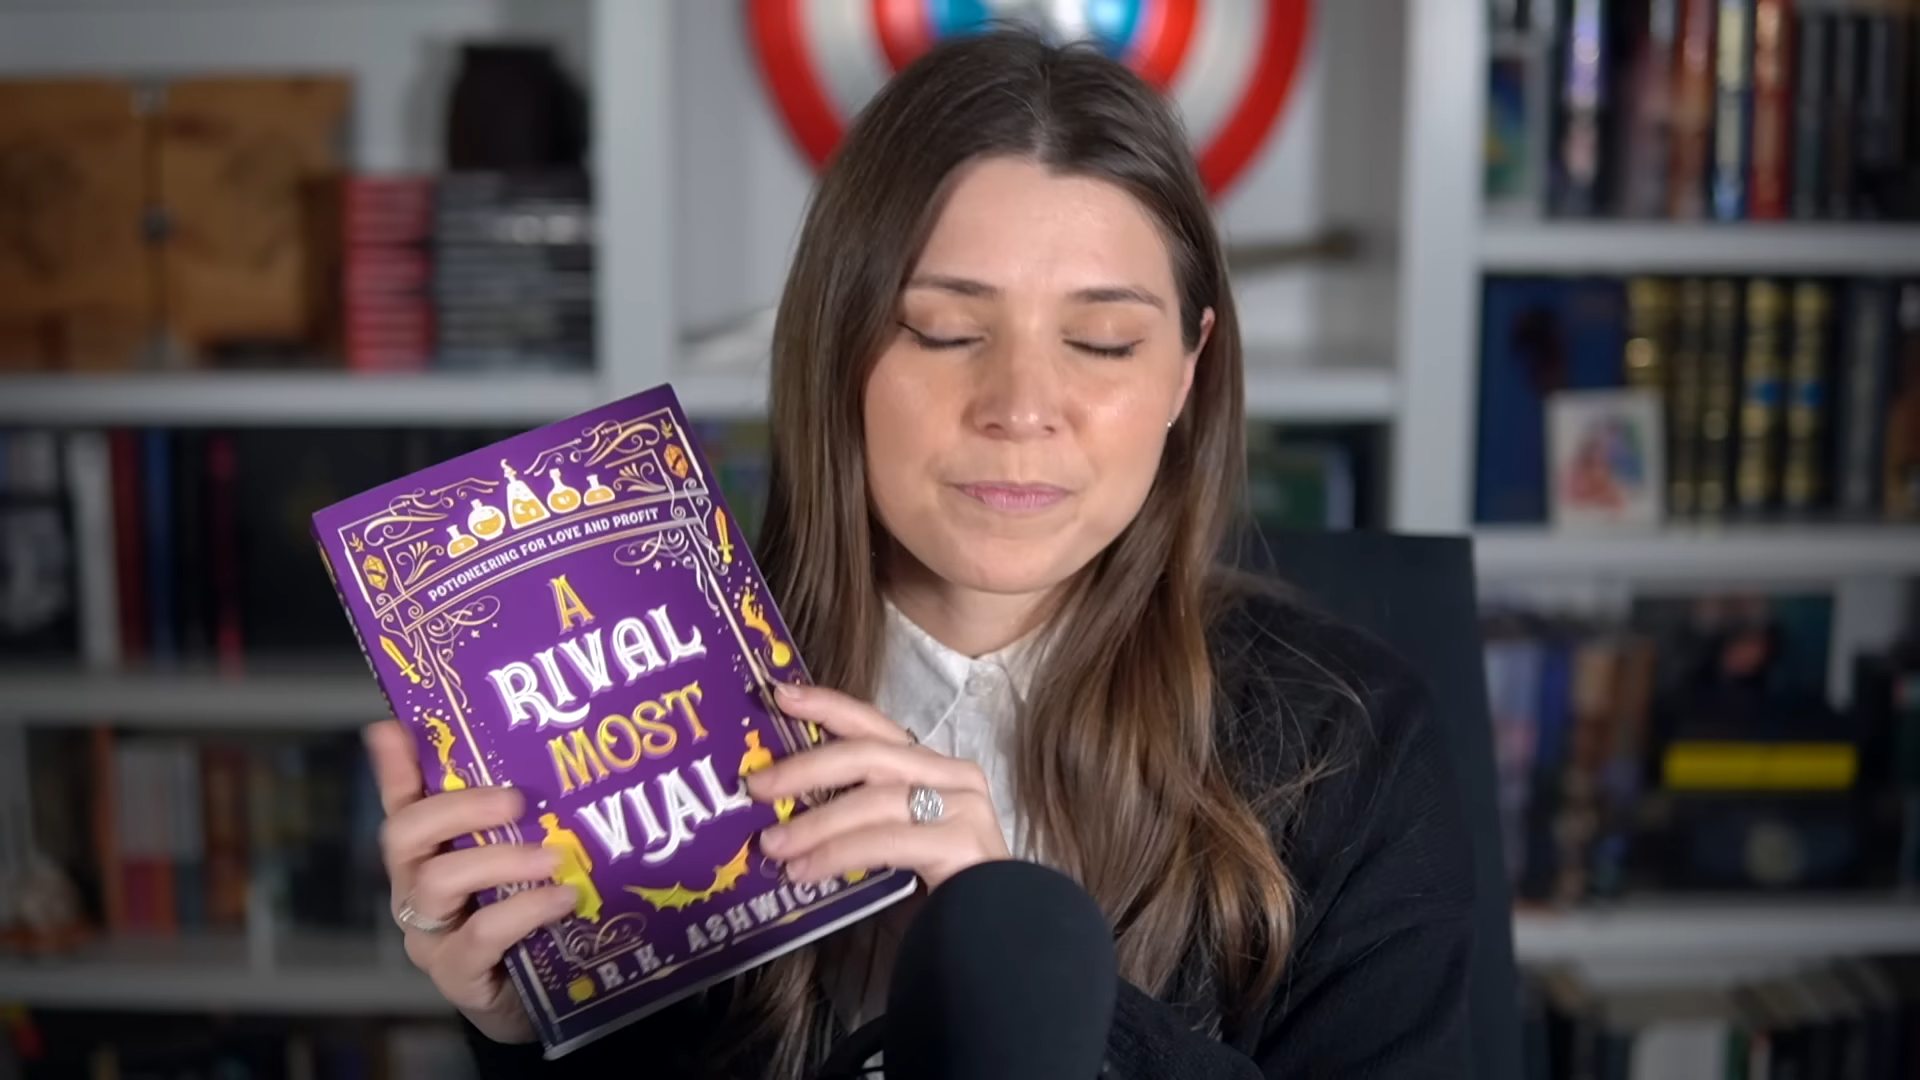 POTIONEERING FOR LOVE AND PROFIT
A
RIVAL
MOST
VIAL
R.K. ASHWICK